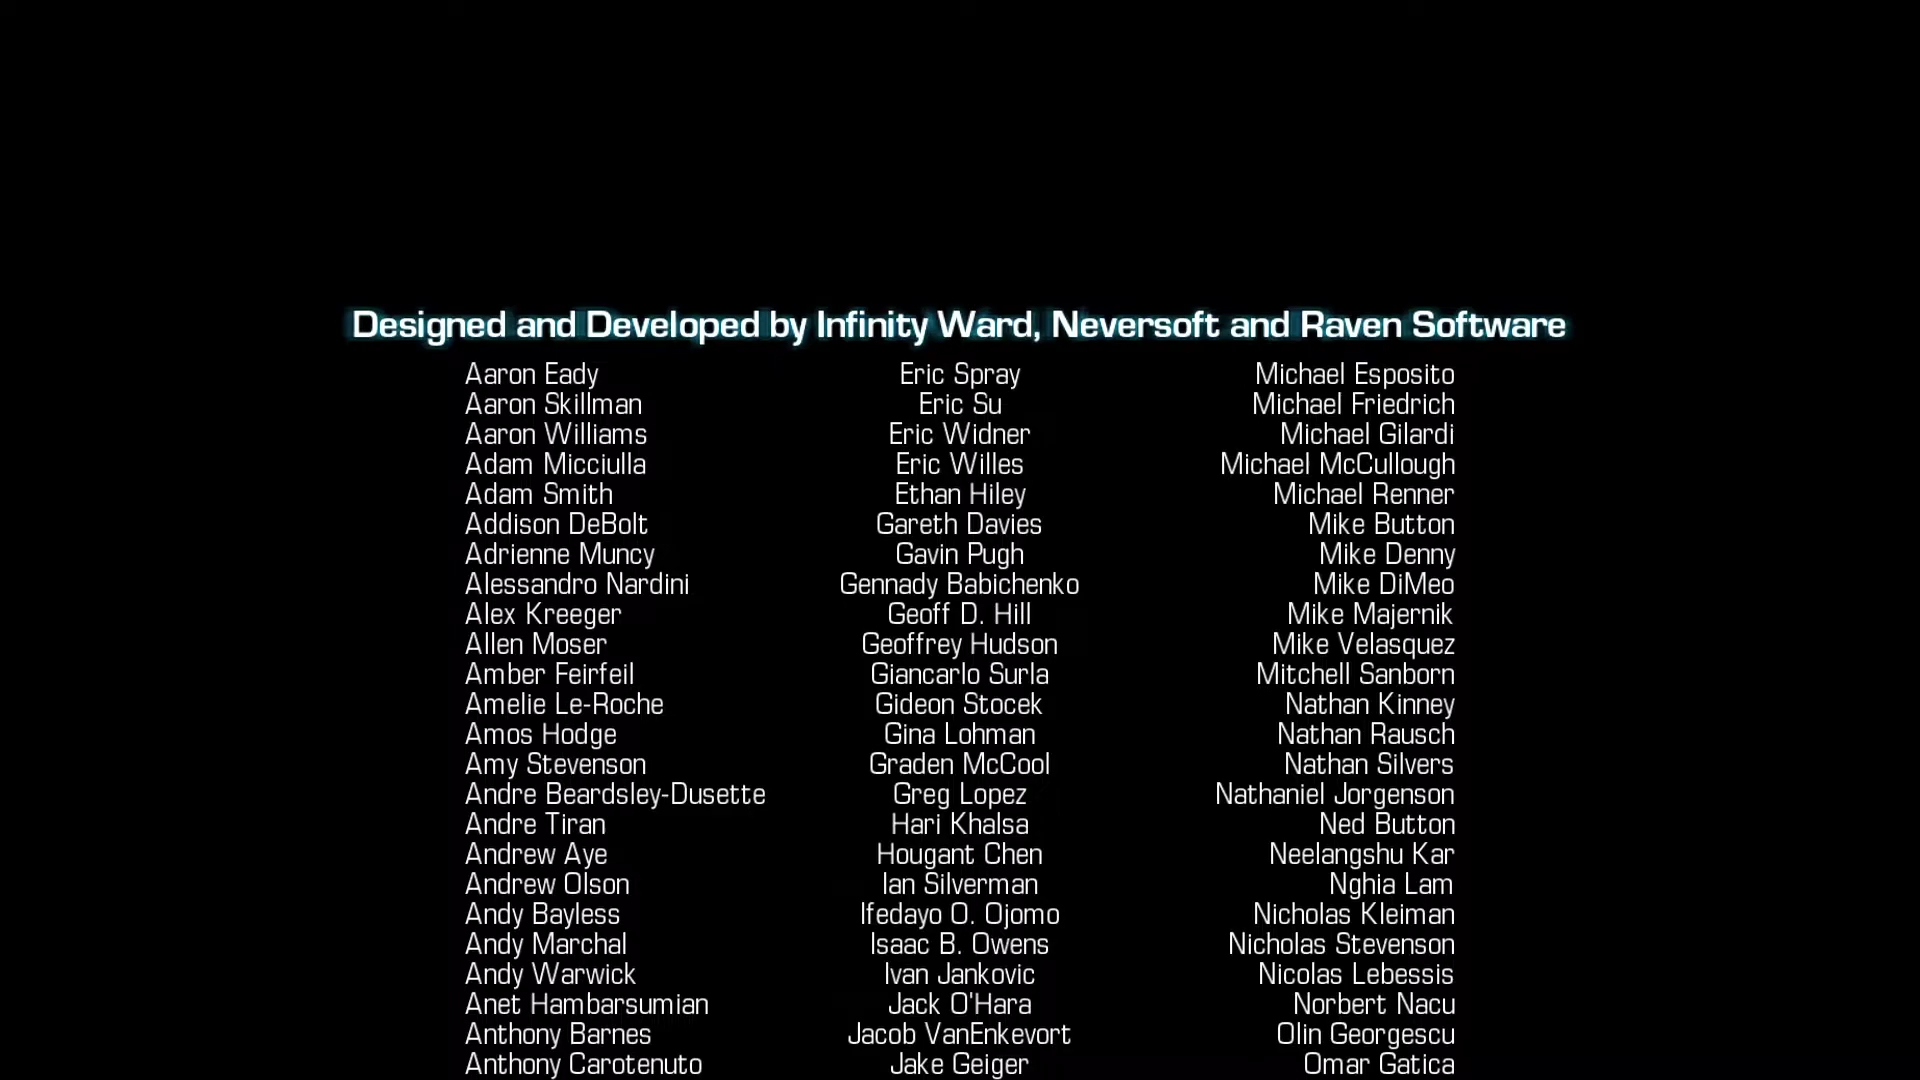 Designed and Developed by Infinity Ward, Neversoft and Raven Software
Aaron Eady Eric Spray Michael Esposito
Aaron Skillman Eric Su Michael Friedrich
Aaron Williams Eric Widner Michael Gilardi
Adam Micciulla Eric Willes Michael McCullough
Adam Smith Ethan Hiley Michael Renner
Addison DeBolt Gareth Davies Mike Button
Adrienne Muncy Gavin Pugh Mike Denny
Alessandro Nardini Gennady Babichenko Mike DiMeo
Alex Kreeger Geoff D. Hill Mike Majernik
Allen Moser Geoffrey Hudson Mike Velasquez
Amber Feirfeil Giancarlo Surla Mitchell Sanborn
Amelie Le-Roche Gideon Stocek Nathan Kinney
Amos Hodge Gina Lohman Nathan Rausch
Amy Stevenson Graden McCool Nathan Silvers
Andre Beardsley-Dusette Greg Lopez Nathaniel Jorgenson
Andre Tiran Hari Khalsa Ned Button
Andrew Aye Hougant Chen Neelangshu Kar
Andrew Olson Ian Silverman Nghia Lam
Andy Bayless Ifedayo O. Ojomo Nicholas Kleiman
Andy Marchal Isaac B. Owens Nicholas Stevenson
Andy Warwick Ivan Jankovic Nicolas Lebessis
Anet Hambarsumian Jack O'Hara Norbert Nacu
Anthony Barnes Jacob VanEnkevort Olin Georgescu
Anthony Carotenuto Jake Geiger Omar Gatica